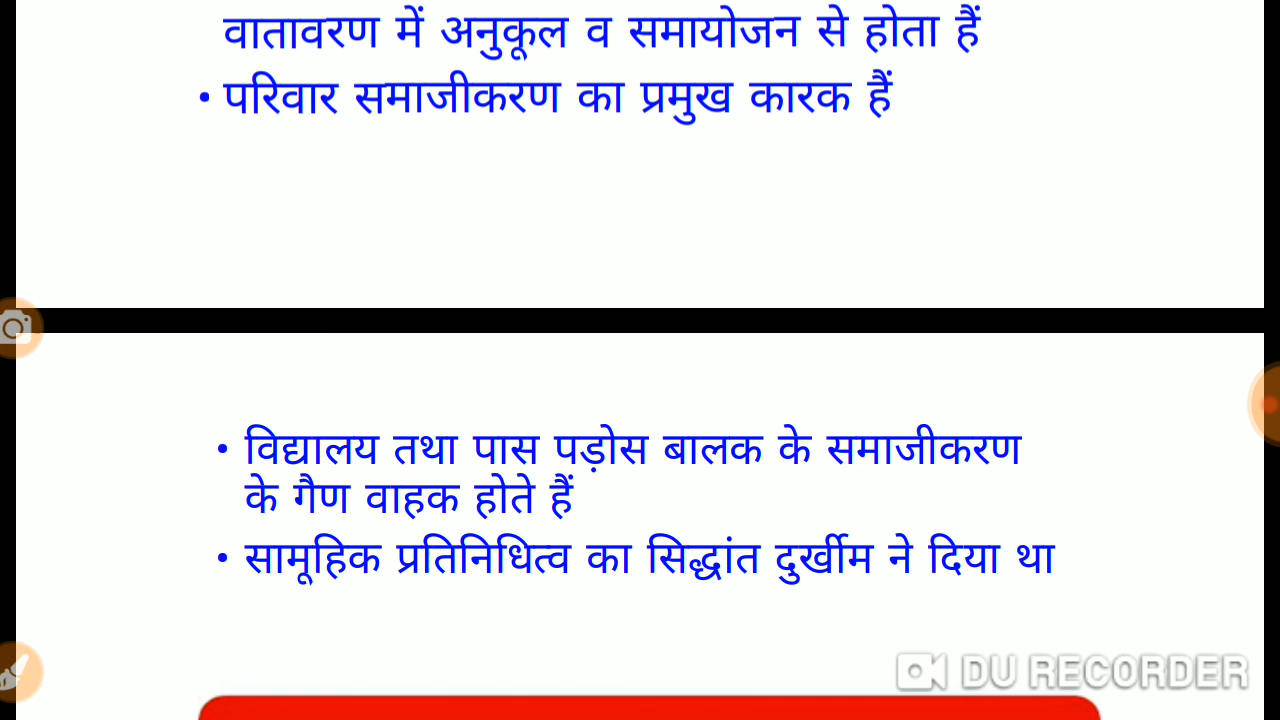 वातावरण में अनुकूल व समायोजन से होता हैं
• परिवार समाजीकरण का प्रमुख कारक हैं
• विद्यालय तथा पास पड़ोस बालक के समाजीकरण
के गैण वाहक होते हैं
• सामूहिक प्रतिनिधित्व का सिद्धांत दुर्खीम ने दिया था
DU RECORDER